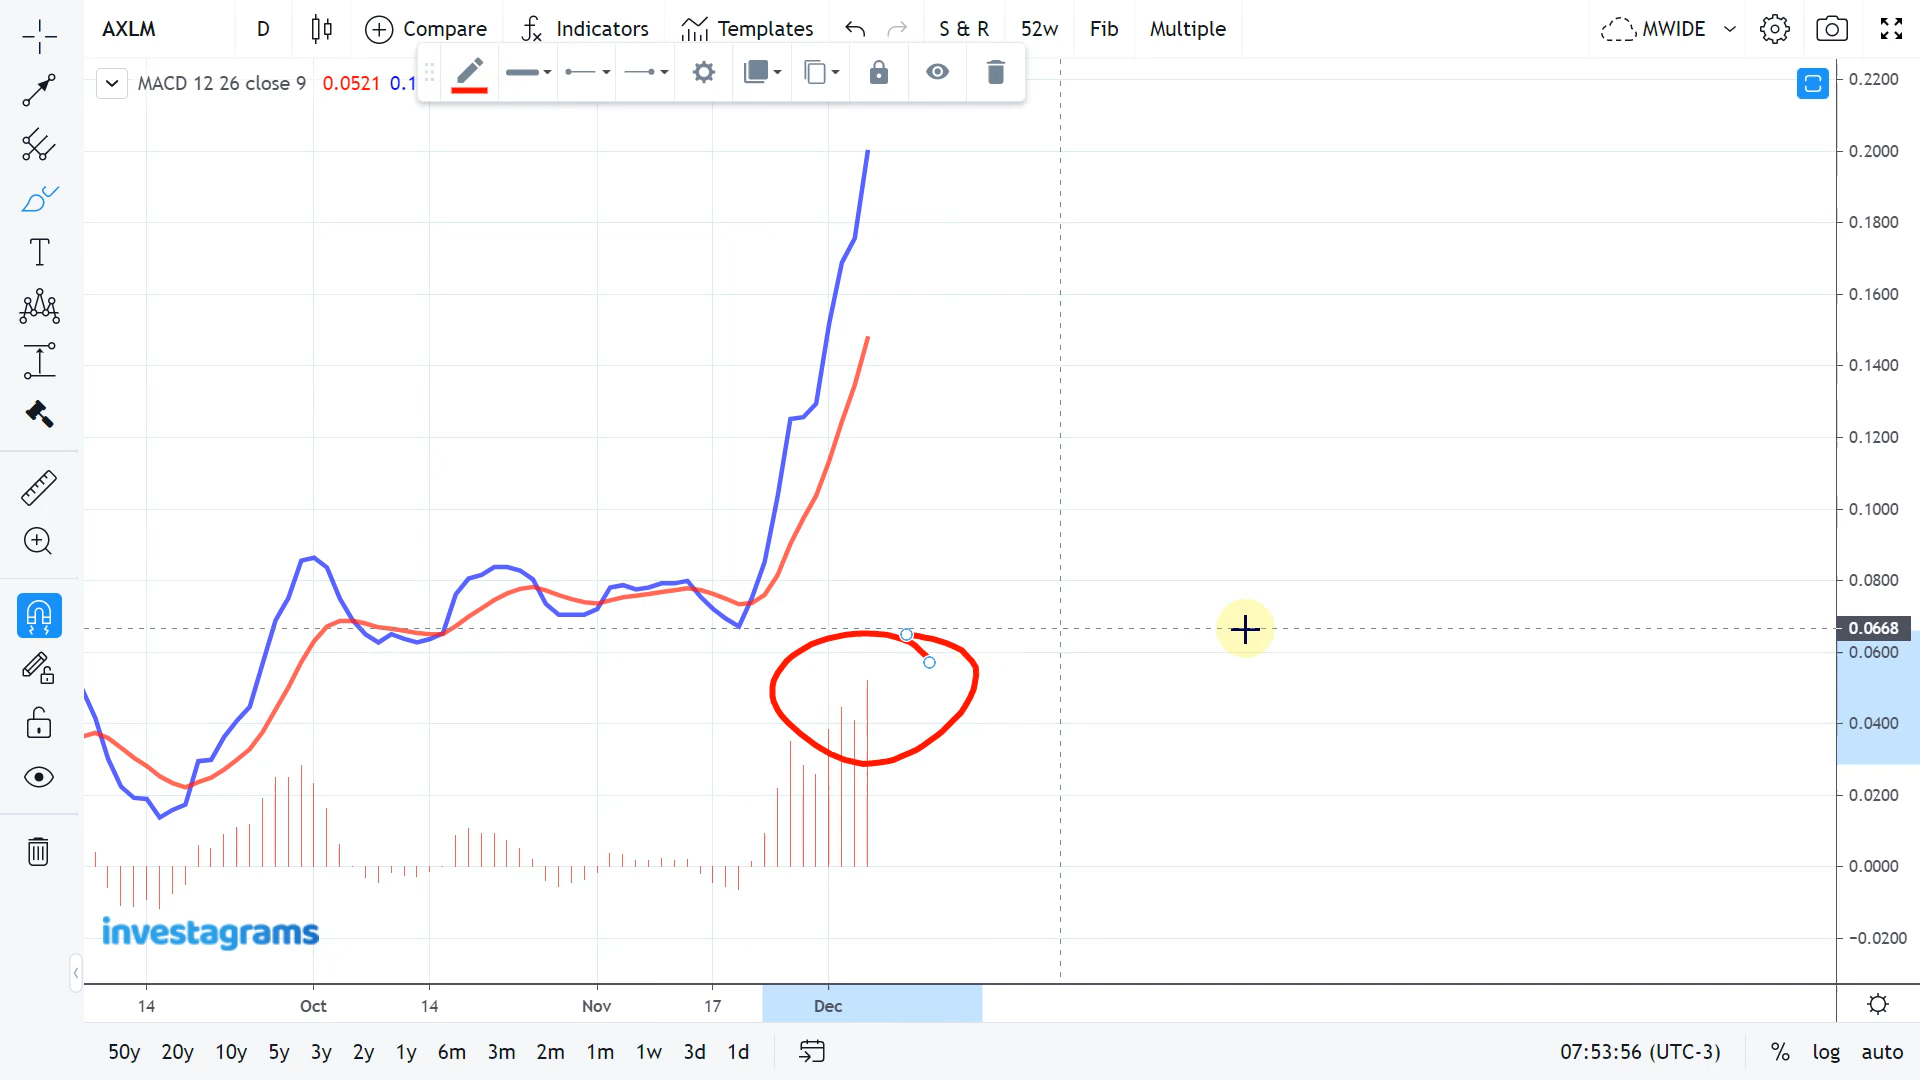 AXLM D Compare Indicators Templates S & R 52w Fib Multiple MWIDE
MACD 12 26 close 9 0.0521 0.1
0.2200
0.2000
0.1800
0.1600
0.1400
0.1200
0.1000
0.0800
0.0668
0.0600
0.0400
0.0200
0.0000
−0.0200
investagrams
14 Oct 14 Nov 17 Dec
50y 20y 10y 5y 3y 2y 1y 6m 3m 2m 1m 1w 3d 1d 07:53:56 (UTC-3) % log auto